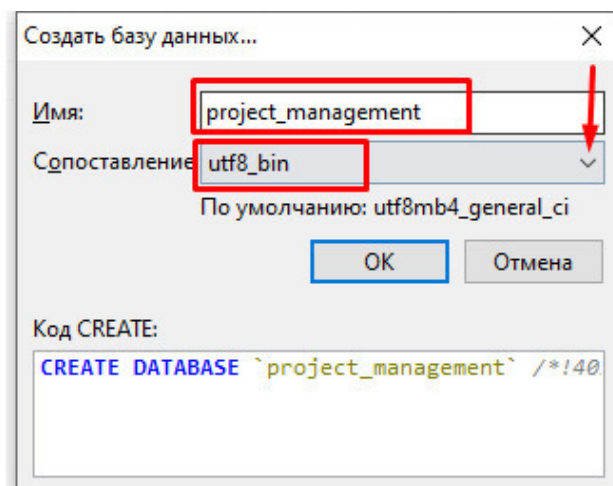 Создать базу данных...
Имя: project_management
Сопоставление utf8_bin
По умолчанию: utf8mb4_general_ci
OK Отмена
Код CREATE:
CREATE DATABASE `project_management` /*!40